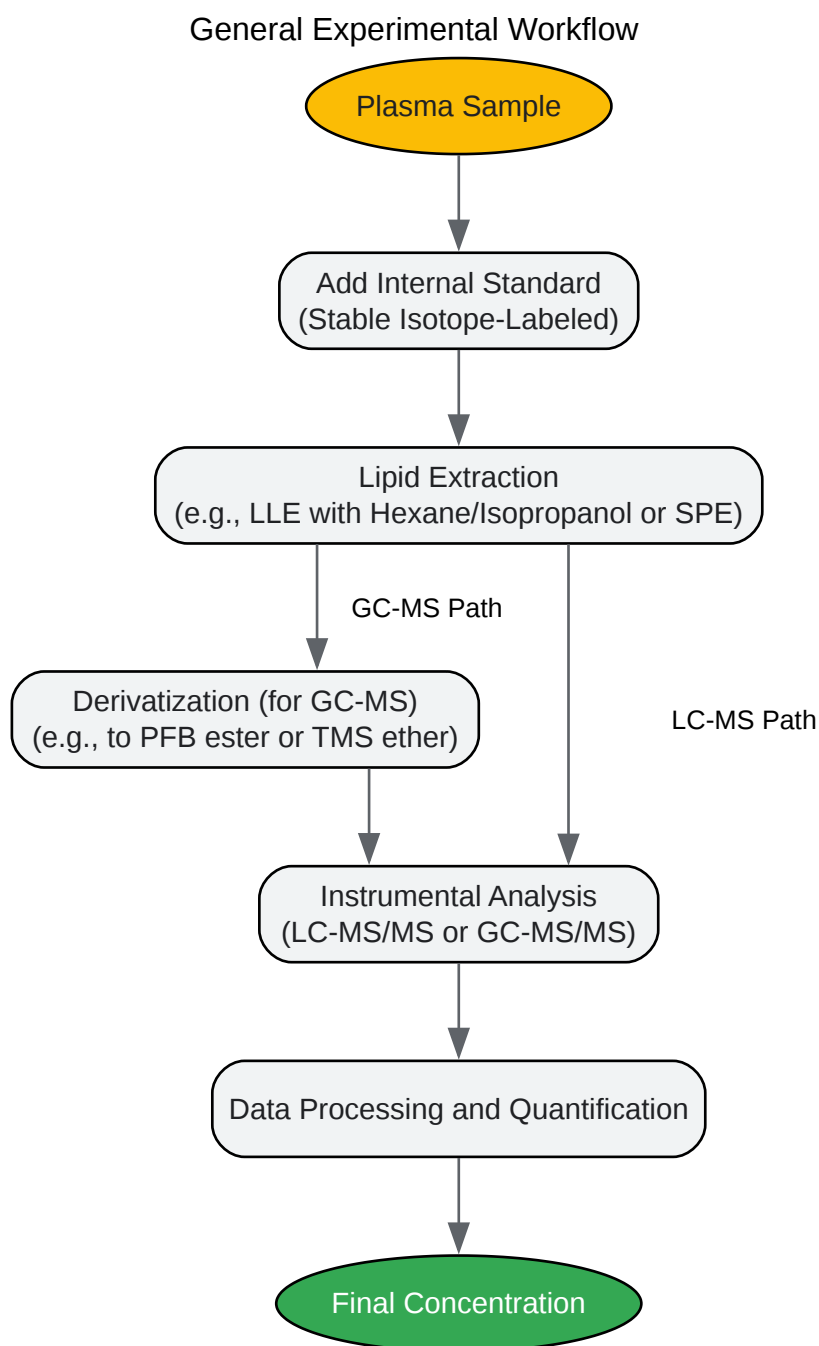 General Experimental Workflow
Plasma Sample
Add Internal Standard
(Stable Isotope-Labeled)
Lipid Extraction
(e.g., LLE with Hexane/Isopropanol or SPE)
GC-MS Path
Derivatization (for GC-MS)
(e.g., to PFB ester or TMS ether)
LC-MS Path
Instrumental Analysis
(LC-MS/MS or GC-MS/MS)
Data Processing and Quantification
Final Concentration